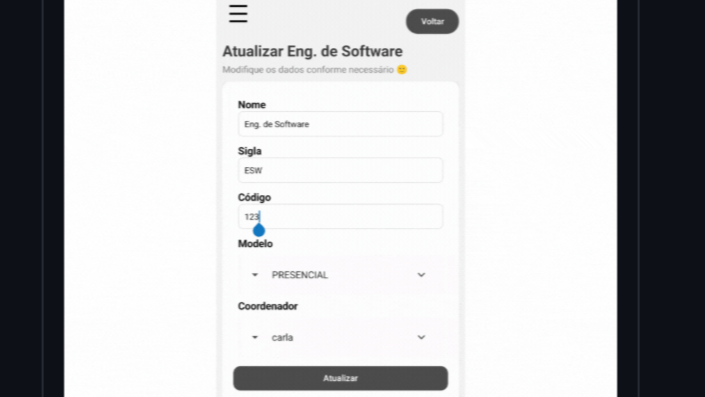 Voltar
Atualizar Eng. de Software
Modifique os dados conforme necessário 🙂
Nome
Eng. de Software
Sigla
ESW
Código
123
Modelo
PRESENCIAL
Coordenador
carla
Atualizar